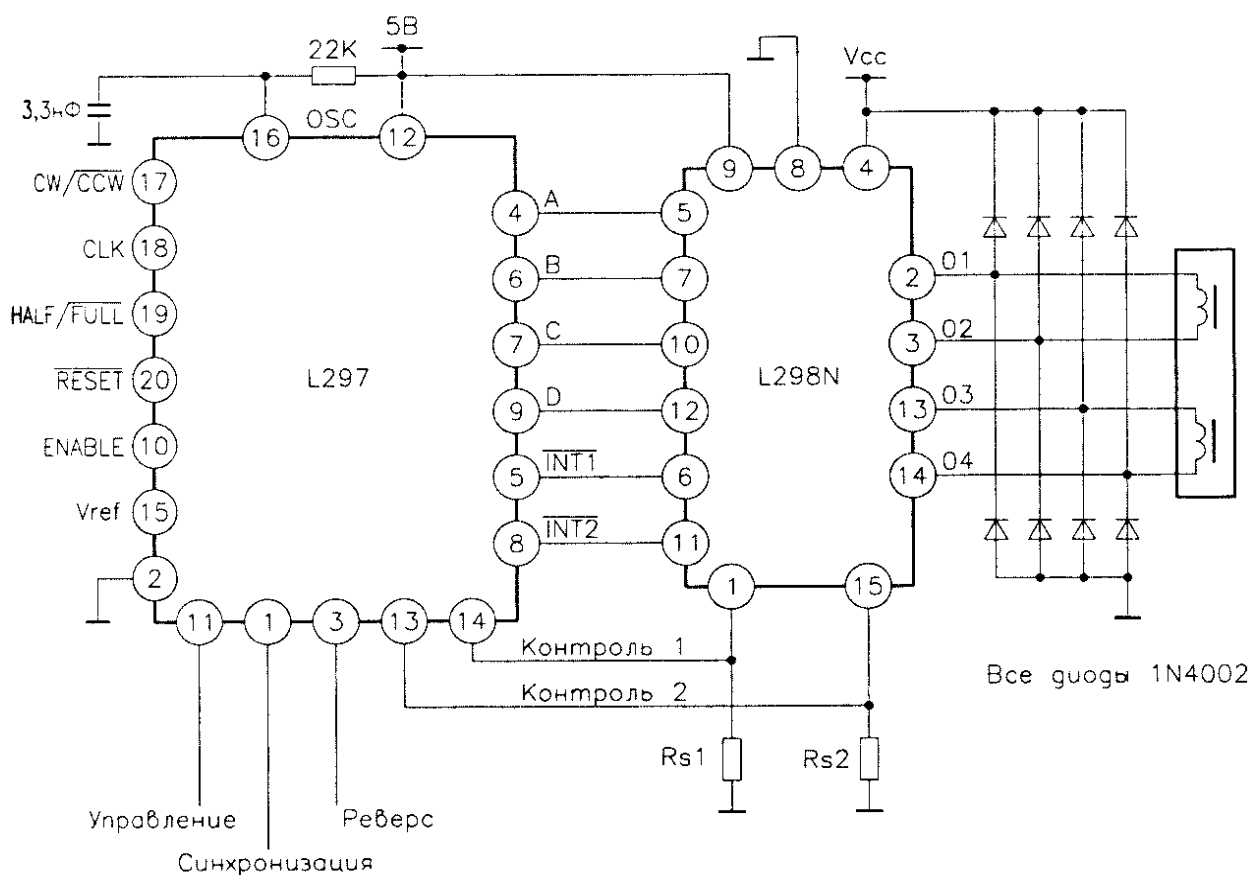 5В
22K
Vcc
3,3нФ
OSC
16
12
9
8
4
CW/CCW
17
CLK
18
HALF/FULL
19
RESET
20
ENABLE
10
Vref
15
2
L297
4
A
5
6
B
7
7
C
10
9
D
12
5
INT1
6
8
INT2
11
L298N
2
O1
3
O2
13
O3
14
O4
11
1
3
13
14
1
15
Контроль 1
Контроль 2
Все диоды 1N4002
Rs1
Rs2
Управление
Реверс
Синхронизация